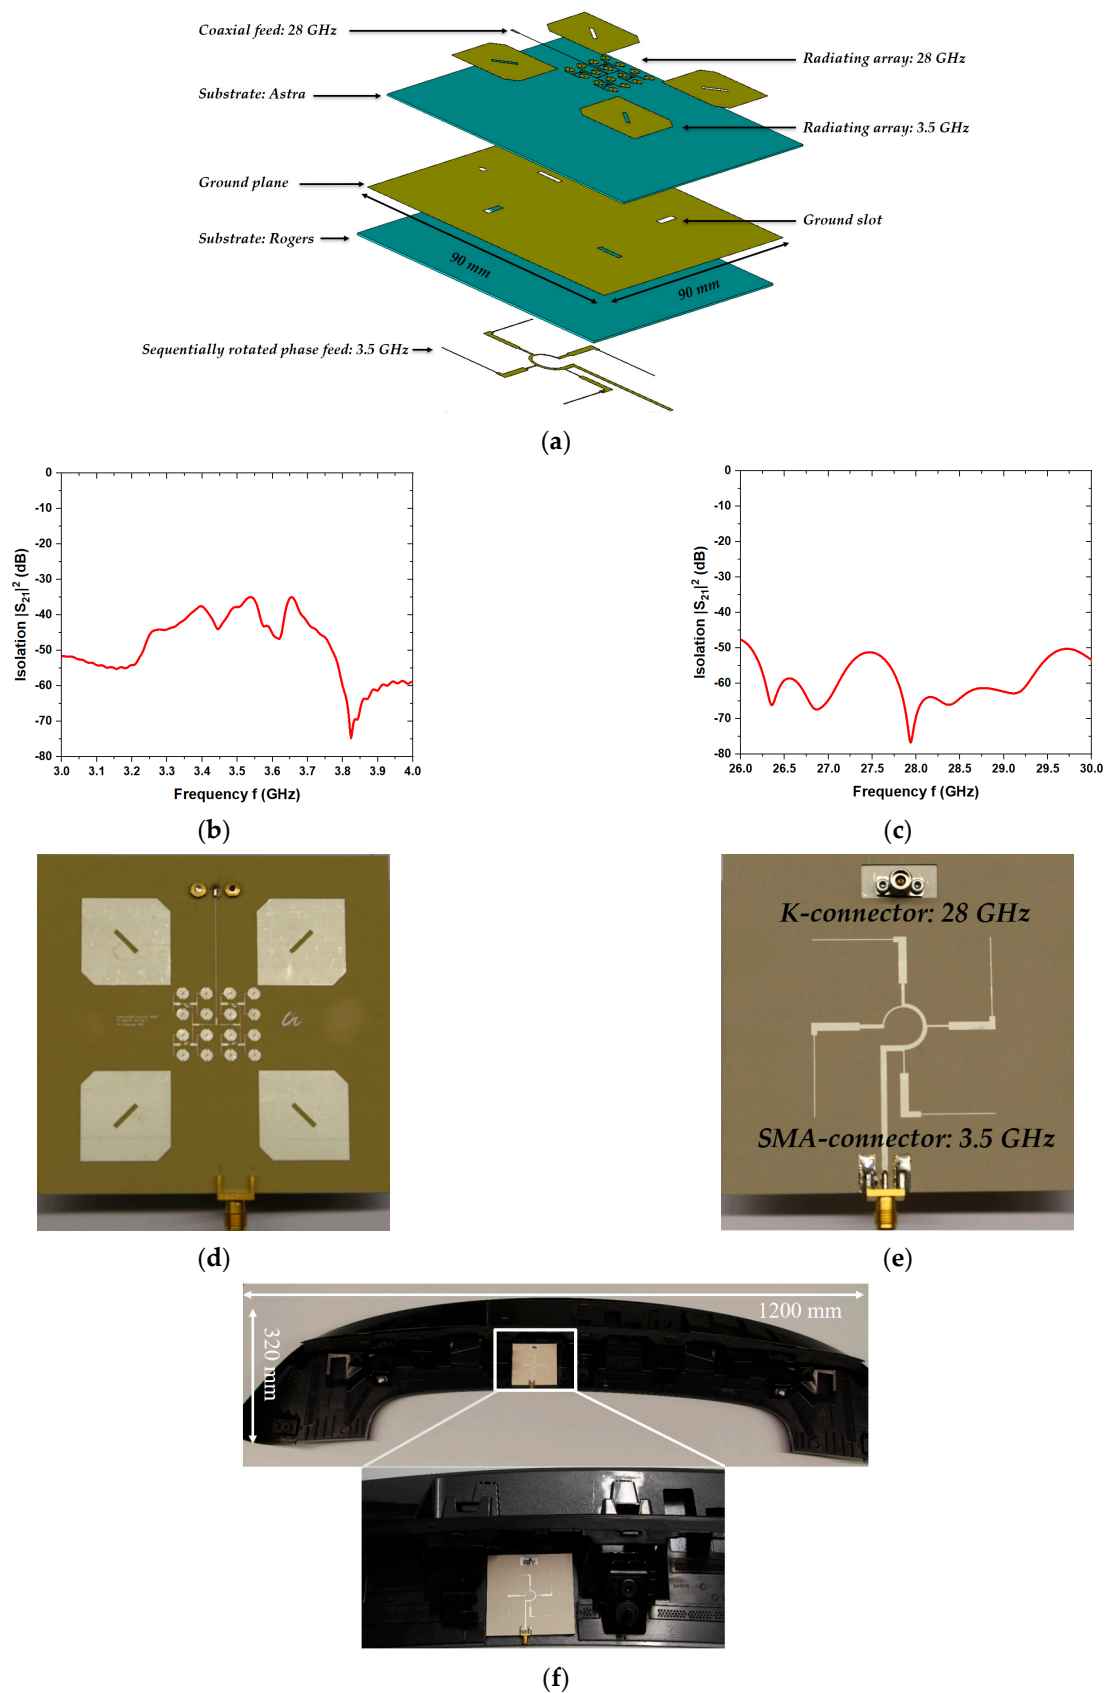 Coaxial feed: 28 GHz
Radiating array: 28 GHz
Substrate: Astra
Radiating array: 3.5 GHz
Ground plane
Ground slot
Substrate: Rogers
90 mm
90 mm
Sequentially rotated phase feed: 3.5 GHz
(a)
0
-10
-20
-30
-40
-50
-60
-70
-80
Isolation |S21|² (dB)
3.0 3.1 3.2 3.3 3.4 3.5 3.6 3.7 3.8 3.9 4.0
Frequency f (GHz)
(b)
0
-10
-20
-30
-40
-50
-60
-70
-80
Isolation |S21|² (dB)
26.0 26.5 27.0 27.5 28.0 28.5 29.0 29.5 30.0
Frequency f (GHz)
(c)
(d)
K-connector: 28 GHz
SMA-connector: 3.5 GHz
(e)
1200 mm
320 mm
(f)